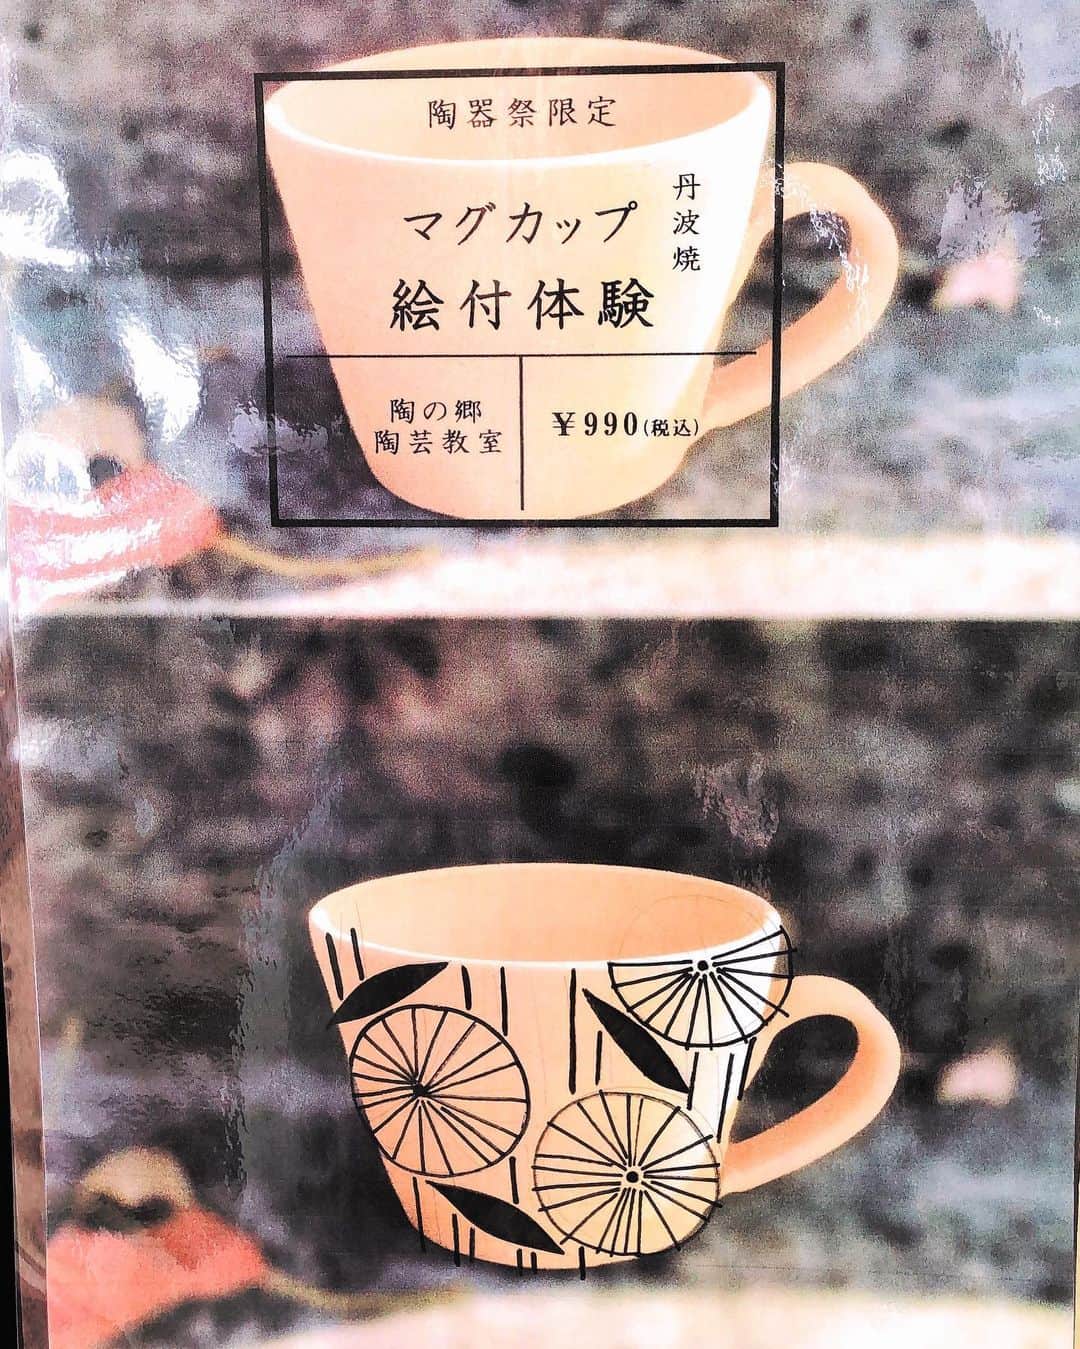 陶器祭限定
丹波焼
マグカップ
絵付体験
陶の郷
陶芸教室
￥990(税込)